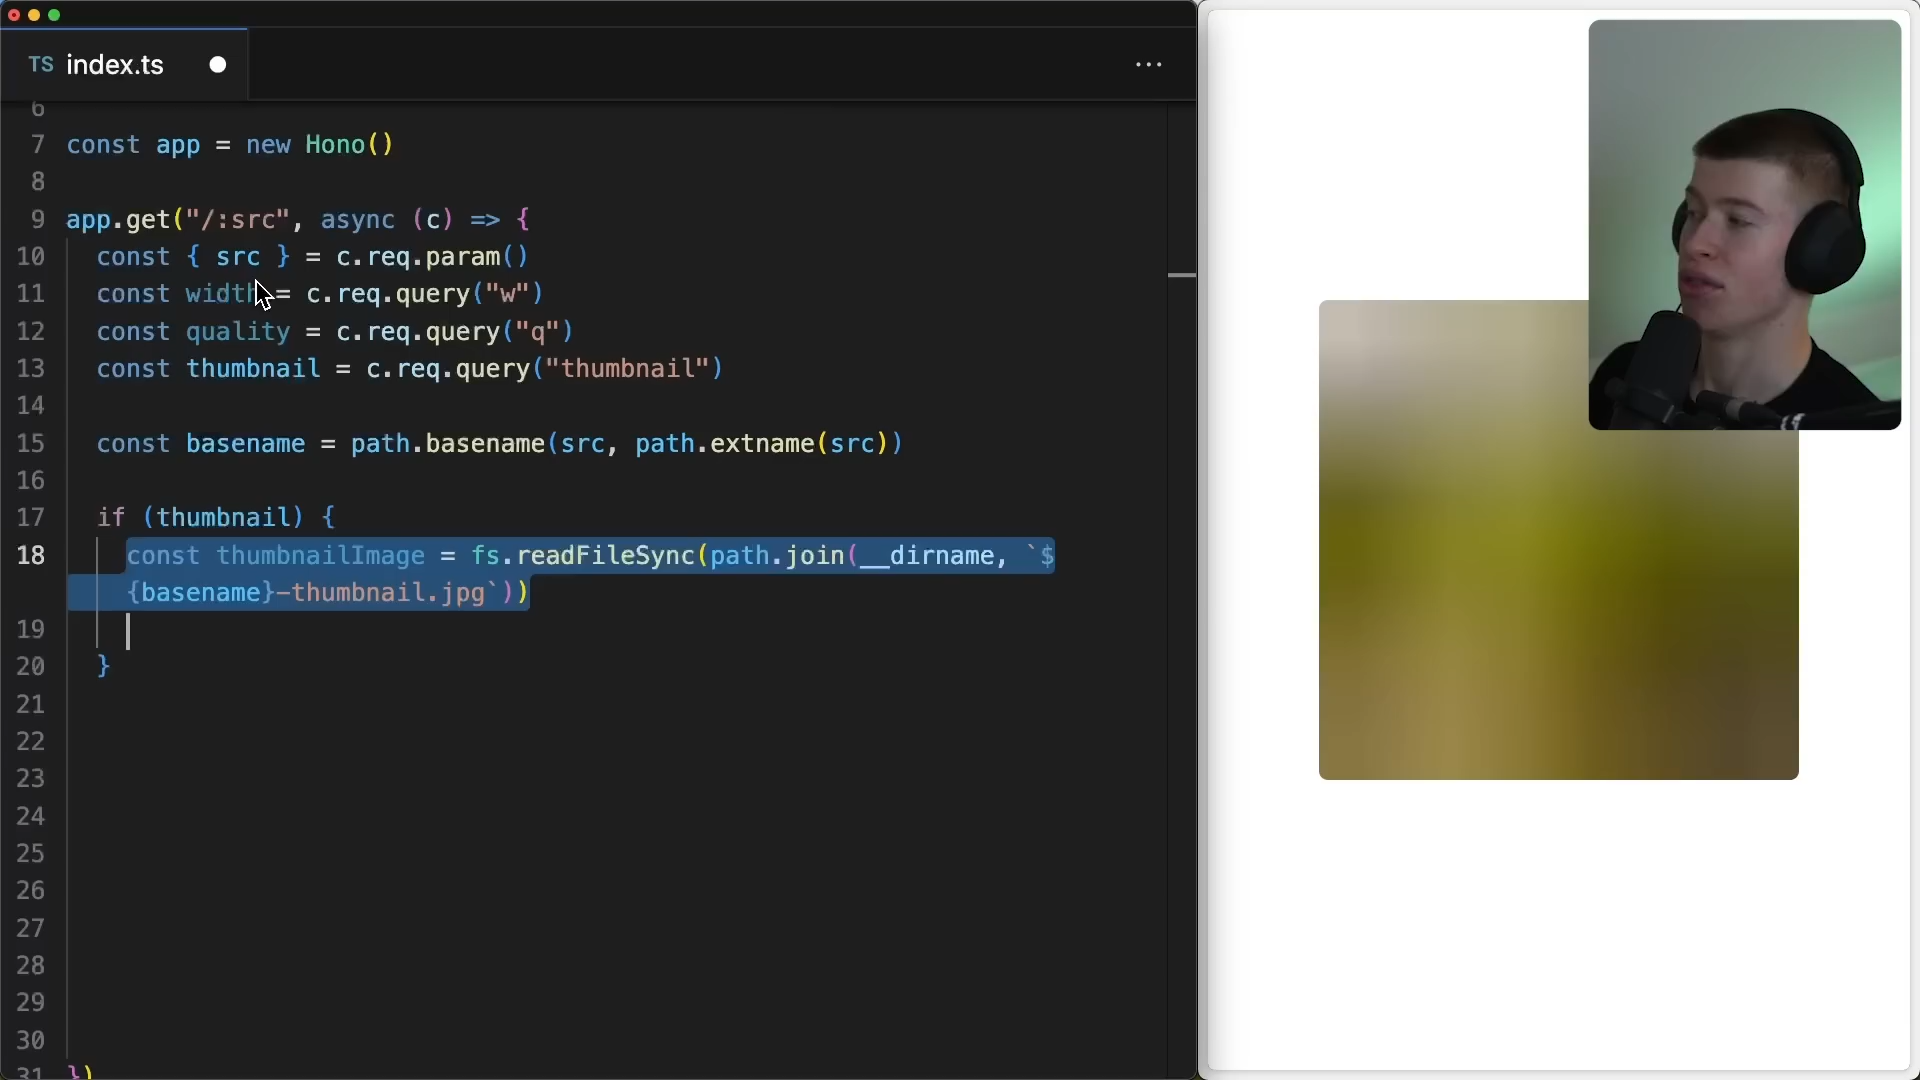 TS index.ts
...
6
7 const app = new Hono()
8
9 app.get("/:src", async (c) => {
10 const { src } = c.req.param()
11 const width = c.req.query("w")
12 const quality = c.req.query("q")
13 const thumbnail = c.req.query("thumbnail")
14
15 const basename = path.basename(src, path.extname(src))
16
17 if (thumbnail) {
18 const thumbnailImage = fs.readFileSync(path.join(__dirname, `$
{basename}-thumbnail.jpg`))
19
20 }
21
22
23
24
25
26
27
28
29
30
31 })